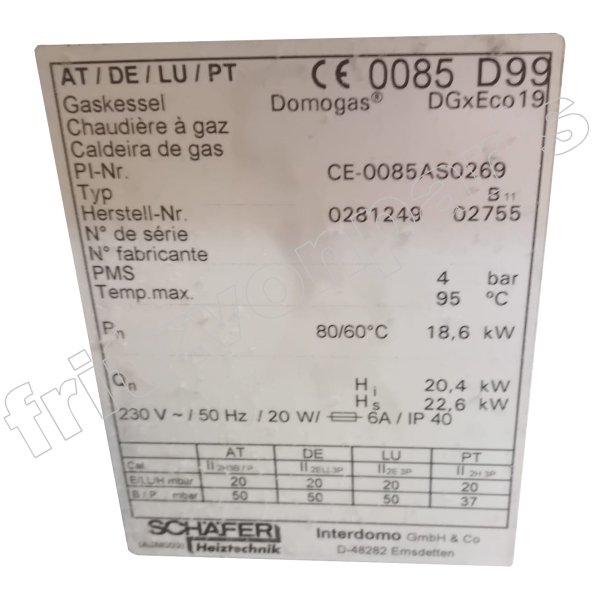 AT / DE / LU / PT CE 0085 D99
Gaskessel Domogas® DGxEco19
Chaudière à gaz
Caldeira de gas
PI-Nr. CE-0085AS0269
Typ B11
Herstell-Nr. 0281249 02755
N° de série
N° fabricante
PMS 4 bar
Temp.max. 95 °C
Pn 80/60°C 18,6 kW
Qn Hi 20,4 kW
Hs 22,6 kW
230 V ~ / 50 Hz / 20 W/ 6A / IP 40
AT DE LU PT
Cat. II2H3B/P II2ELL3P II2E3P II2H3P
E/LL/H mbar 20 20 20 20
B / P mbar 50 50 50 37
SCHÄFER Interdomo GmbH & Co
Heiztechnik D-48282 Emsdetten